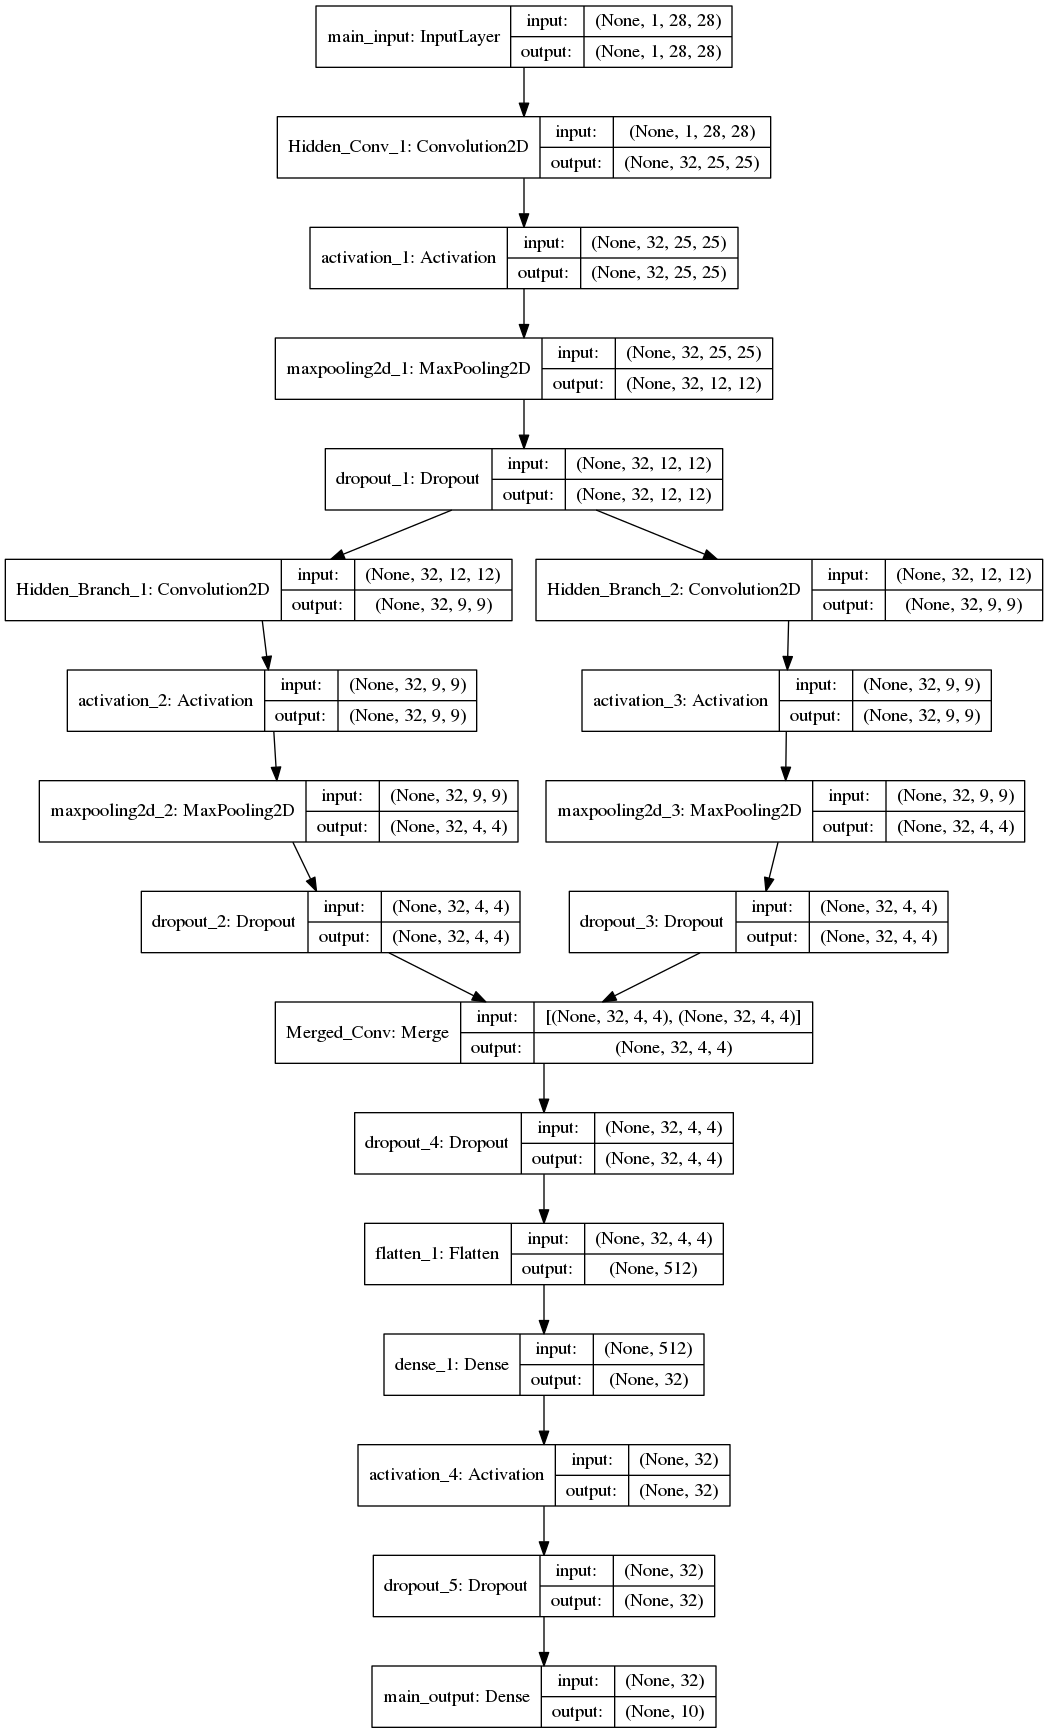 main_input: InputLayer
input:
(None, 1, 28, 28)
output:
(None, 1, 28, 28)
Hidden_Conv_1: Convolution2D
input:
(None, 1, 28, 28)
output:
(None, 32, 25, 25)
activation_1: Activation
input:
(None, 32, 25, 25)
output:
(None, 32, 25, 25)
maxpooling2d_1: MaxPooling2D
input:
(None, 32, 25, 25)
output:
(None, 32, 12, 12)
dropout_1: Dropout
input:
(None, 32, 12, 12)
output:
(None, 32, 12, 12)
Hidden_Branch_1: Convolution2D
input:
(None, 32, 12, 12)
output:
(None, 32, 9, 9)
Hidden_Branch_2: Convolution2D
input:
(None, 32, 12, 12)
output:
(None, 32, 9, 9)
activation_2: Activation
input:
(None, 32, 9, 9)
output:
(None, 32, 9, 9)
activation_3: Activation
input:
(None, 32, 9, 9)
output:
(None, 32, 9, 9)
maxpooling2d_2: MaxPooling2D
input:
(None, 32, 9, 9)
output:
(None, 32, 4, 4)
maxpooling2d_3: MaxPooling2D
input:
(None, 32, 9, 9)
output:
(None, 32, 4, 4)
dropout_2: Dropout
input:
(None, 32, 4, 4)
output:
(None, 32, 4, 4)
dropout_3: Dropout
input:
(None, 32, 4, 4)
output:
(None, 32, 4, 4)
Merged_Conv: Merge
input:
[(None, 32, 4, 4), (None, 32, 4, 4)]
output:
(None, 32, 4, 4)
dropout_4: Dropout
input:
(None, 32, 4, 4)
output:
(None, 32, 4, 4)
flatten_1: Flatten
input:
(None, 32, 4, 4)
output:
(None, 512)
dense_1: Dense
input:
(None, 512)
output:
(None, 32)
activation_4: Activation
input:
(None, 32)
output:
(None, 32)
dropout_5: Dropout
input:
(None, 32)
output:
(None, 32)
main_output: Dense
input:
(None, 32)
output:
(None, 10)